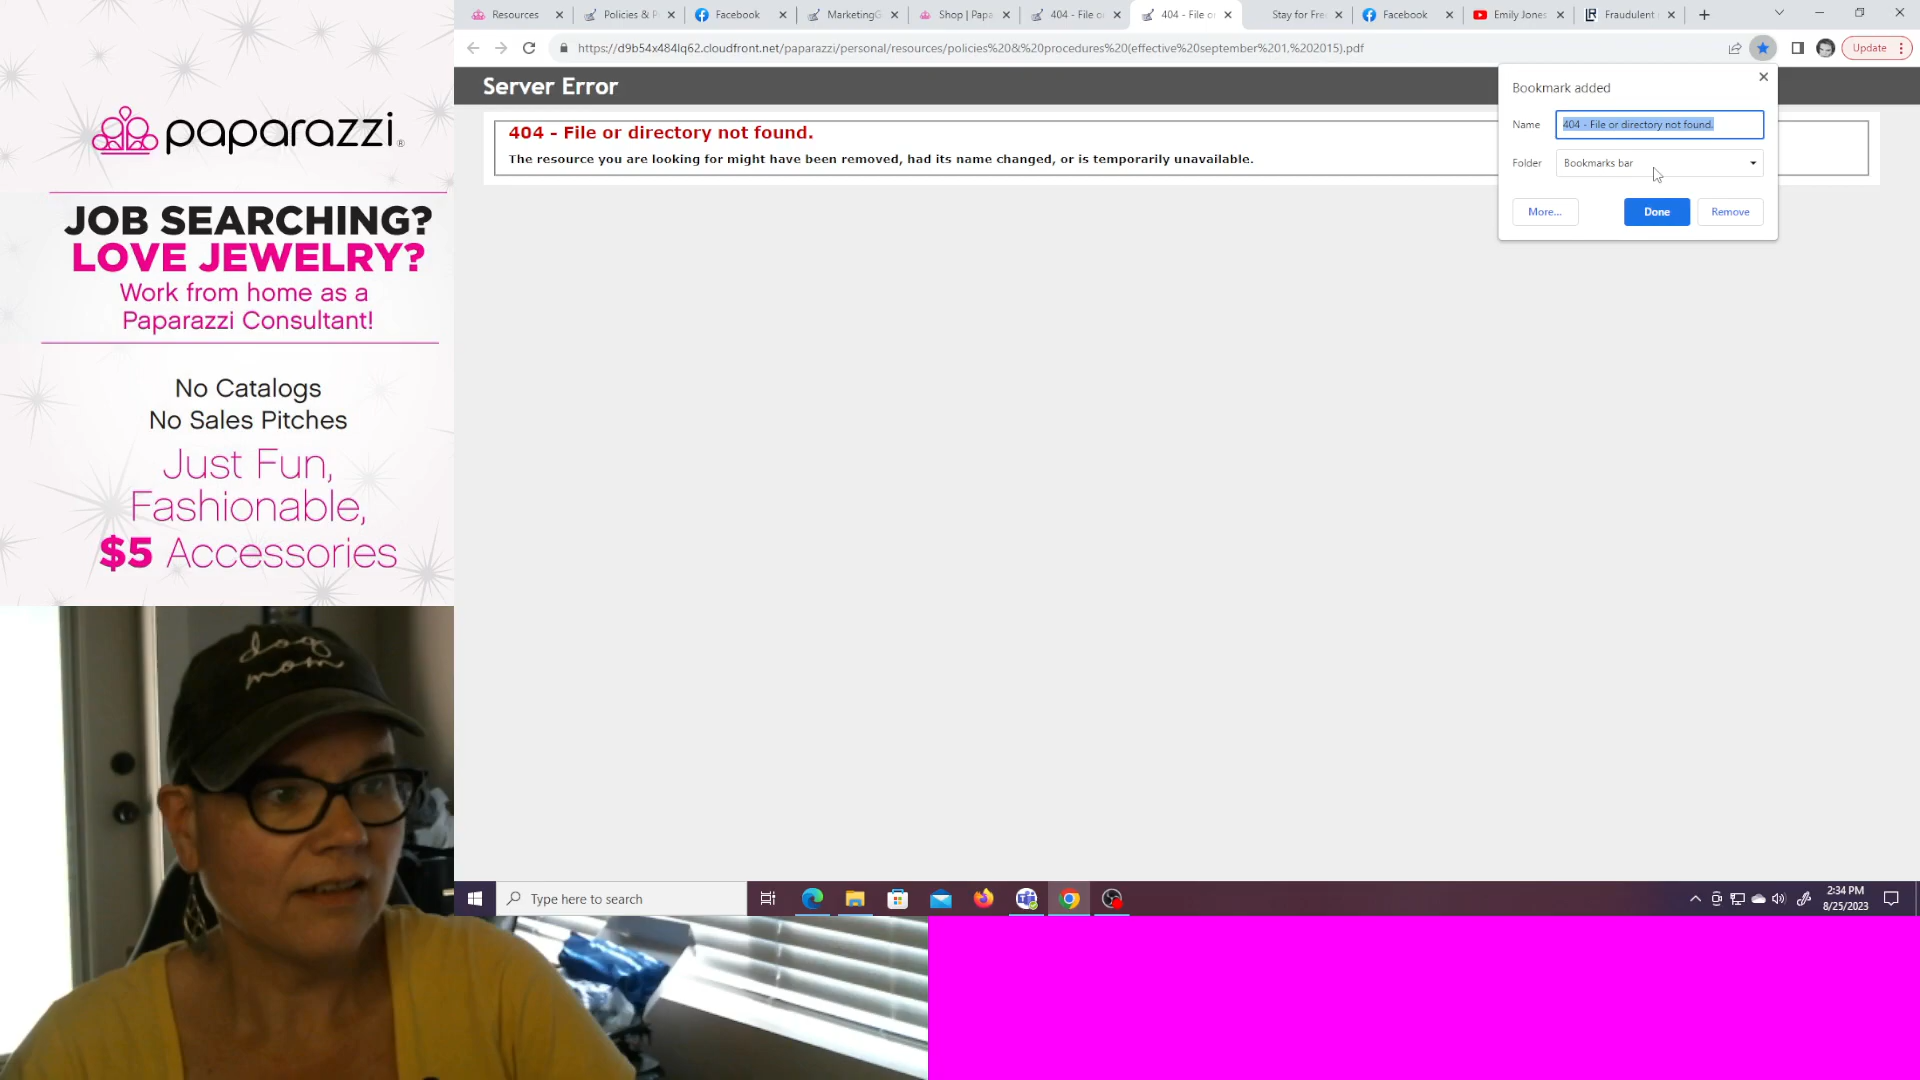 paparazzi®
JOB SEARCHING?
LOVE JEWELRY?
Work from home as a
Paparazzi Consultant!
No Catalogs
No Sales Pitches
Just Fun,
Fashionable,
$5 Accessories
dog
mom
Resources
Policies & P
Facebook
MarketingG
Shop | Papa
404 - File o
404 - File o
Stay for Fre
Facebook
Emily Jones
Fraudulent
https://d9b54x484lq62.cloudfront.net/paparazzi/personal/resources/policies%20&%20procedures%20(effective%20september%201,%202015).pdf
Update
Server Error
404 - File or directory not found.
The resource you are looking for might have been removed, had its name changed, or is temporarily unavailable.
Bookmark added
Name
404 - File or directory not found.
Folder
Bookmarks bar
More...
Done
Remove
Type here to search
2:34 PM
8/25/2023